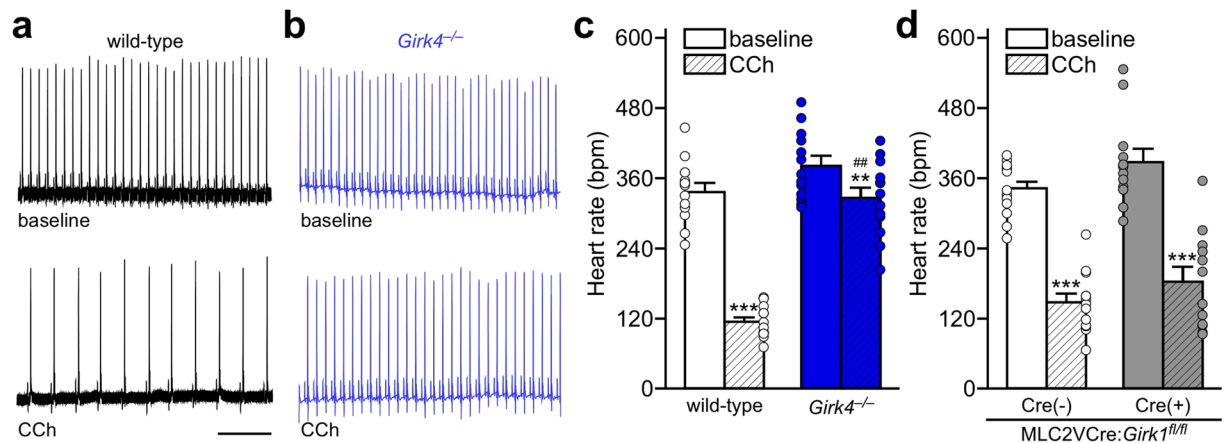 a
wild-type
baseline
CCh
b
Girk4⁻/⁻
baseline
CCh
c
Heart rate (bpm)
600
480
360
240
120
0
baseline
CCh
***
##
**
wild-type
Girk4⁻/⁻
d
Heart rate (bpm)
600
480
360
240
120
0
baseline
CCh
***
***
Cre(-)
Cre(+)
MLC2VCre:Girk1fl/fl